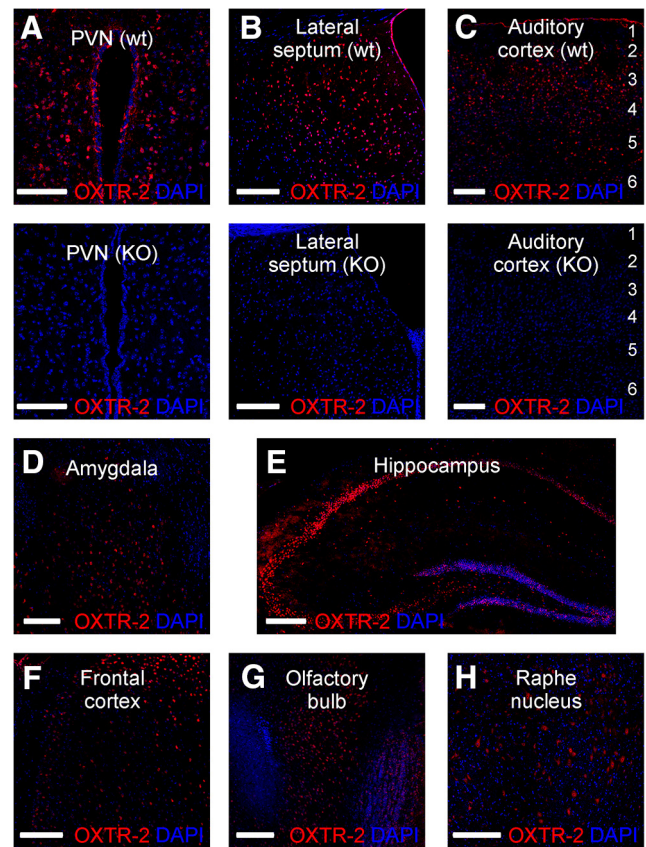 A
PVN (wt)
OXTR-2 DAPI
B
Lateral
septum (wt)
OXTR-2 DAPI
C
Auditory
cortex (wt)
1
2
3
4
5
6
OXTR-2 DAPI
PVN (KO)
OXTR-2 DAPI
Lateral
septum (KO)
OXTR-2 DAPI
Auditory
cortex (KO)
1
2
3
4
5
6
OXTR-2 DAPI
D
Amygdala
OXTR-2 DAPI
E
Hippocampus
OXTR-2 DAPI
F
Frontal
cortex
OXTR-2 DAPI
G
Olfactory
bulb
OXTR-2 DAPI
H
Raphe
nucleus
OXTR-2 DAPI